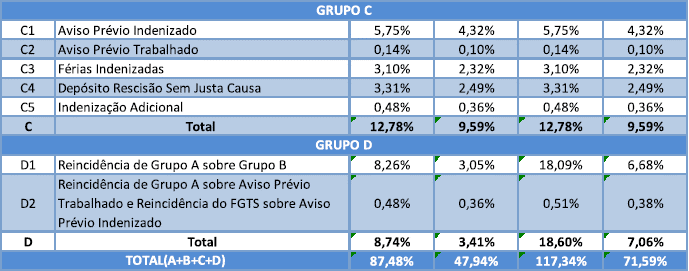 GRUPO C
C1 Aviso Prévio Indenizado 5,75% 4,32% 5,75% 4,32%
C2 Aviso Prévio Trabalhado 0,14% 0,10% 0,14% 0,10%
C3 Férias Indenizadas 3,10% 2,32% 3,10% 2,32%
C4 Depósito Rescisão Sem Justa Causa 3,31% 2,49% 3,31% 2,49%
C5 Indenização Adicional 0,48% 0,36% 0,48% 0,36%
C Total 12,78% 9,59% 12,78% 9,59%
GRUPO D
D1 Reincidência de Grupo A sobre Grupo B 8,26% 3,05% 18,09% 6,68%
Reincidência de Grupo A sobre Aviso Prévio
D2 Trabalhado e Reincidência do FGTS sobre Aviso 0,48% 0,36% 0,51% 0,38%
Prévio Indenizado
D Total 8,74% 3,41% 18,60% 7,06%
TOTAL(A+B+C+D) 87,48% 47,94% 117,34% 71,59%